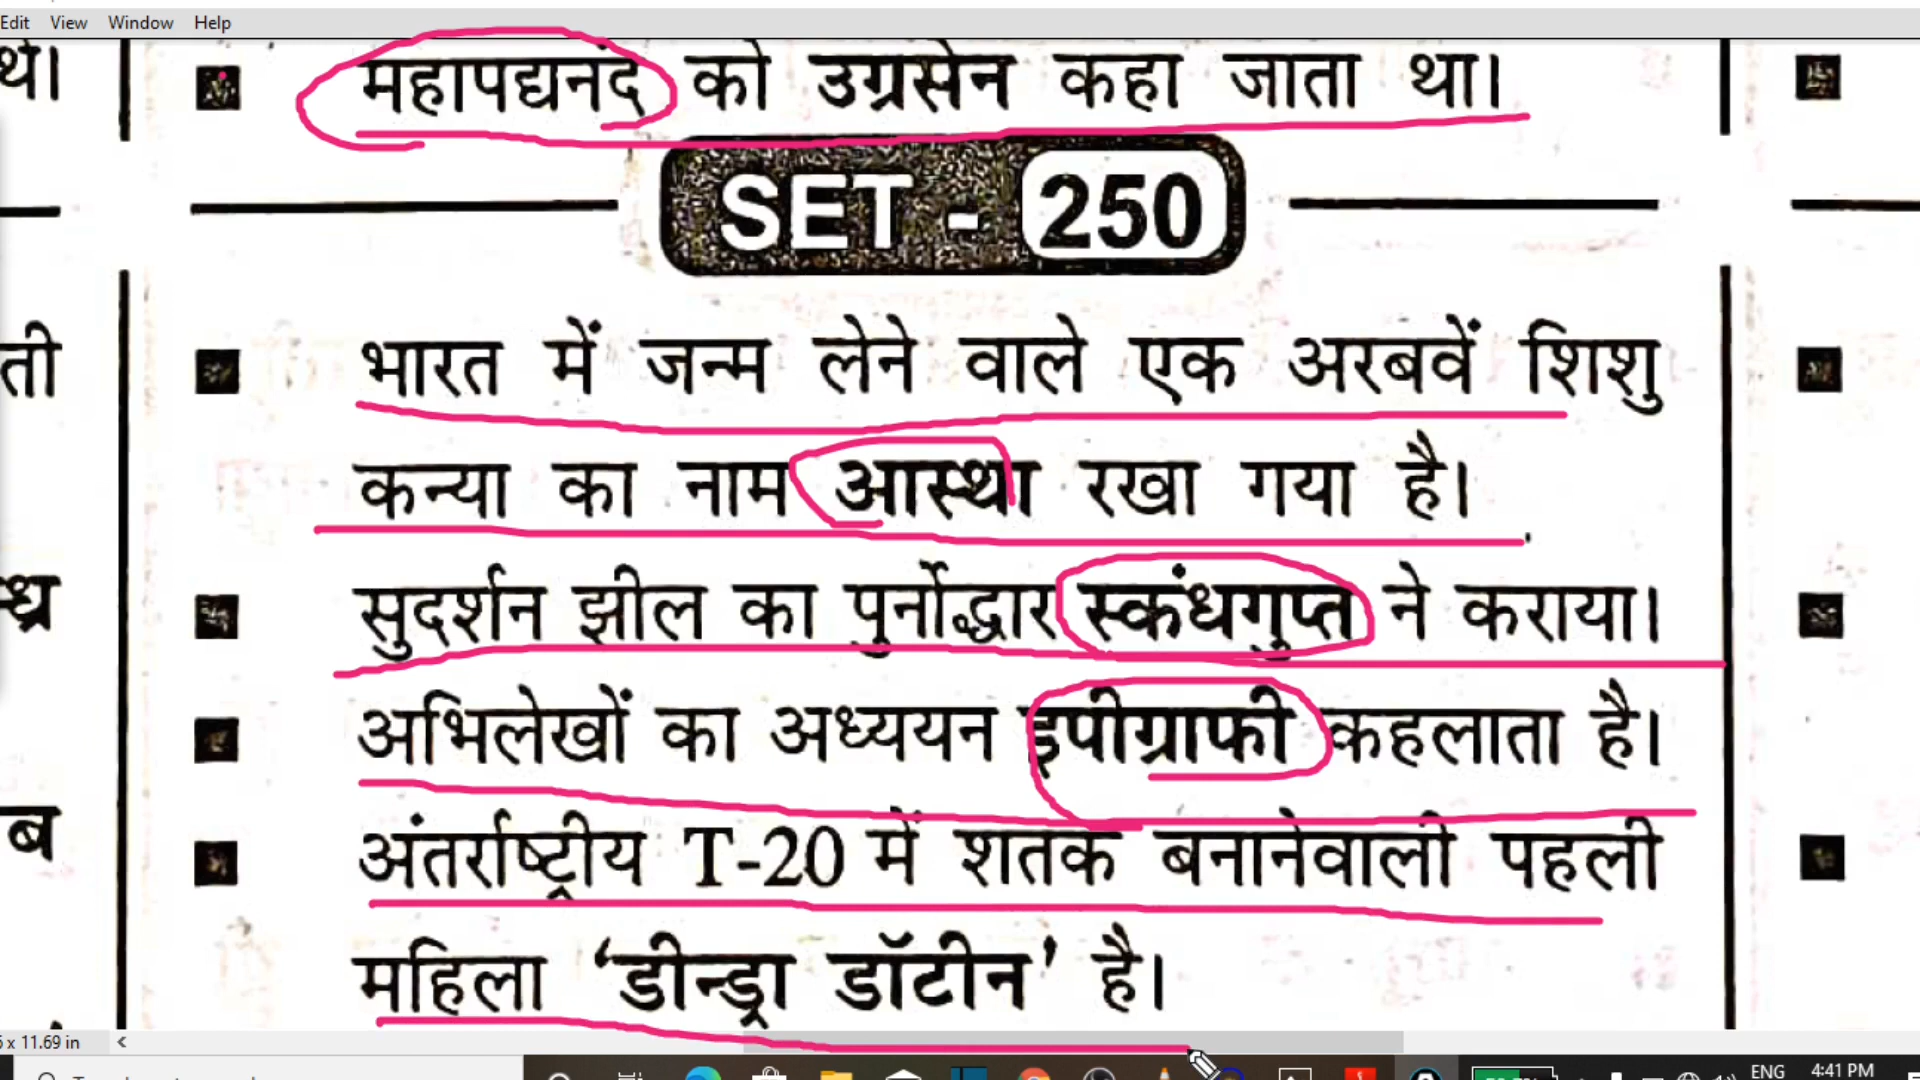 Edit View Window Help
थे।
महापद्यनंद को उग्रसेन कहा जाता था।
SET - 250
भारत में जन्म लेने वाले एक अरबवें शिशु
ती
कन्या का नाम आस्था रखा गया है।
सुदर्शन झील का पुर्नोद्धार स्कंधगुप्त ने कराया।
ध्र
अभिलेखों का अध्ययन इपीग्राफी कहलाता है।
अंतर्राष्ट्रीय T-20 में शतक बनानेवाली पहली
ब
महिला ‘डीन्ड्रा डॉटीन’ है।
x 11.69 in
ENG 4:41 PM